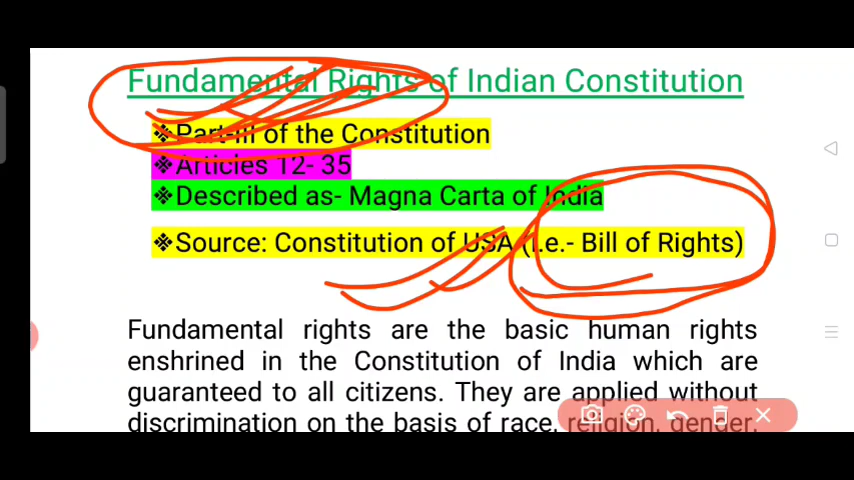 Fundamental Rights of Indian Constitution
❖Part-III of the Constitution
❖Articles 12- 35
❖Described as- Magna Carta of India
❖Source: Constitution of USA (i.e.- Bill of Rights)
Fundamental rights are the basic human rights
enshrined in the Constitution of India which are
guaranteed to all citizens. They are applied without
discrimination on the basis of race, religion, gender,